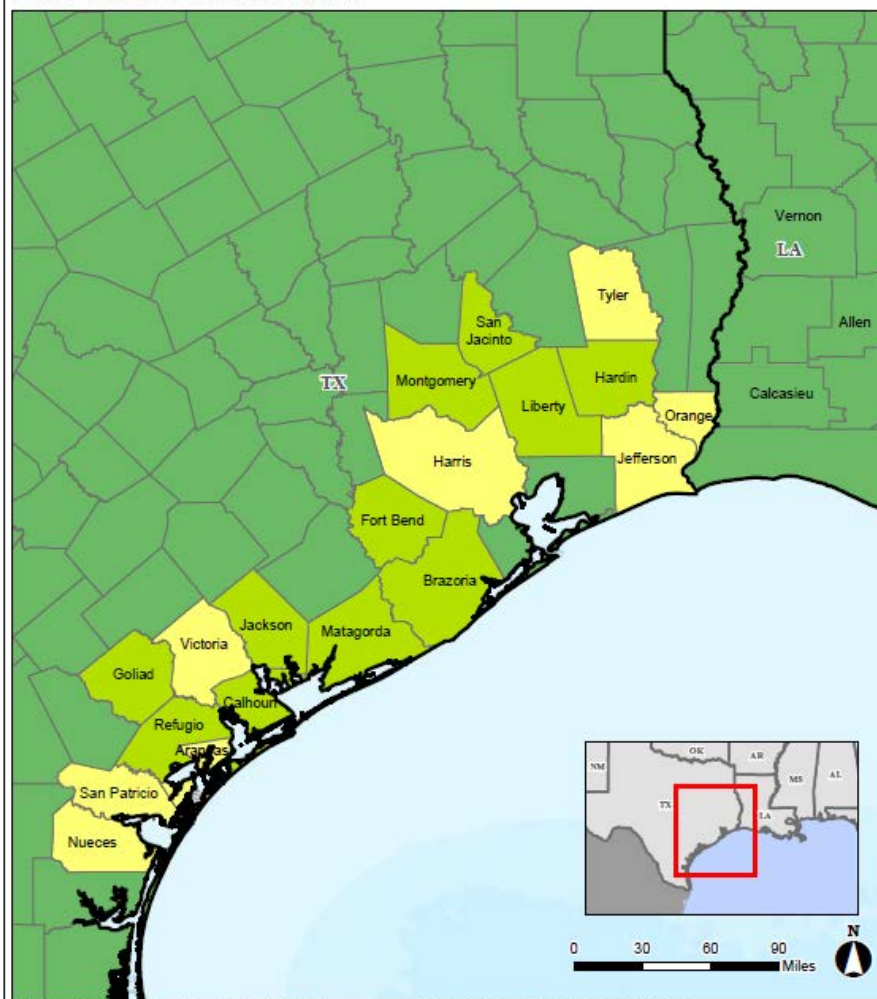 Vernon
LA
Tyler
San
Jacinto
Allen
TX
Montgomery
Hardin
Liberty
Calcasieu
Orange
Harris
Jefferson
Fort Bend
Brazoria
Jackson
Matagorda
Victoria
Goliad
Calhoun
Refugio
Aransas
San Patricio
Nueces
NM
OK
AR
MS
AL
TX
LA
N
0 30 60 90
Miles